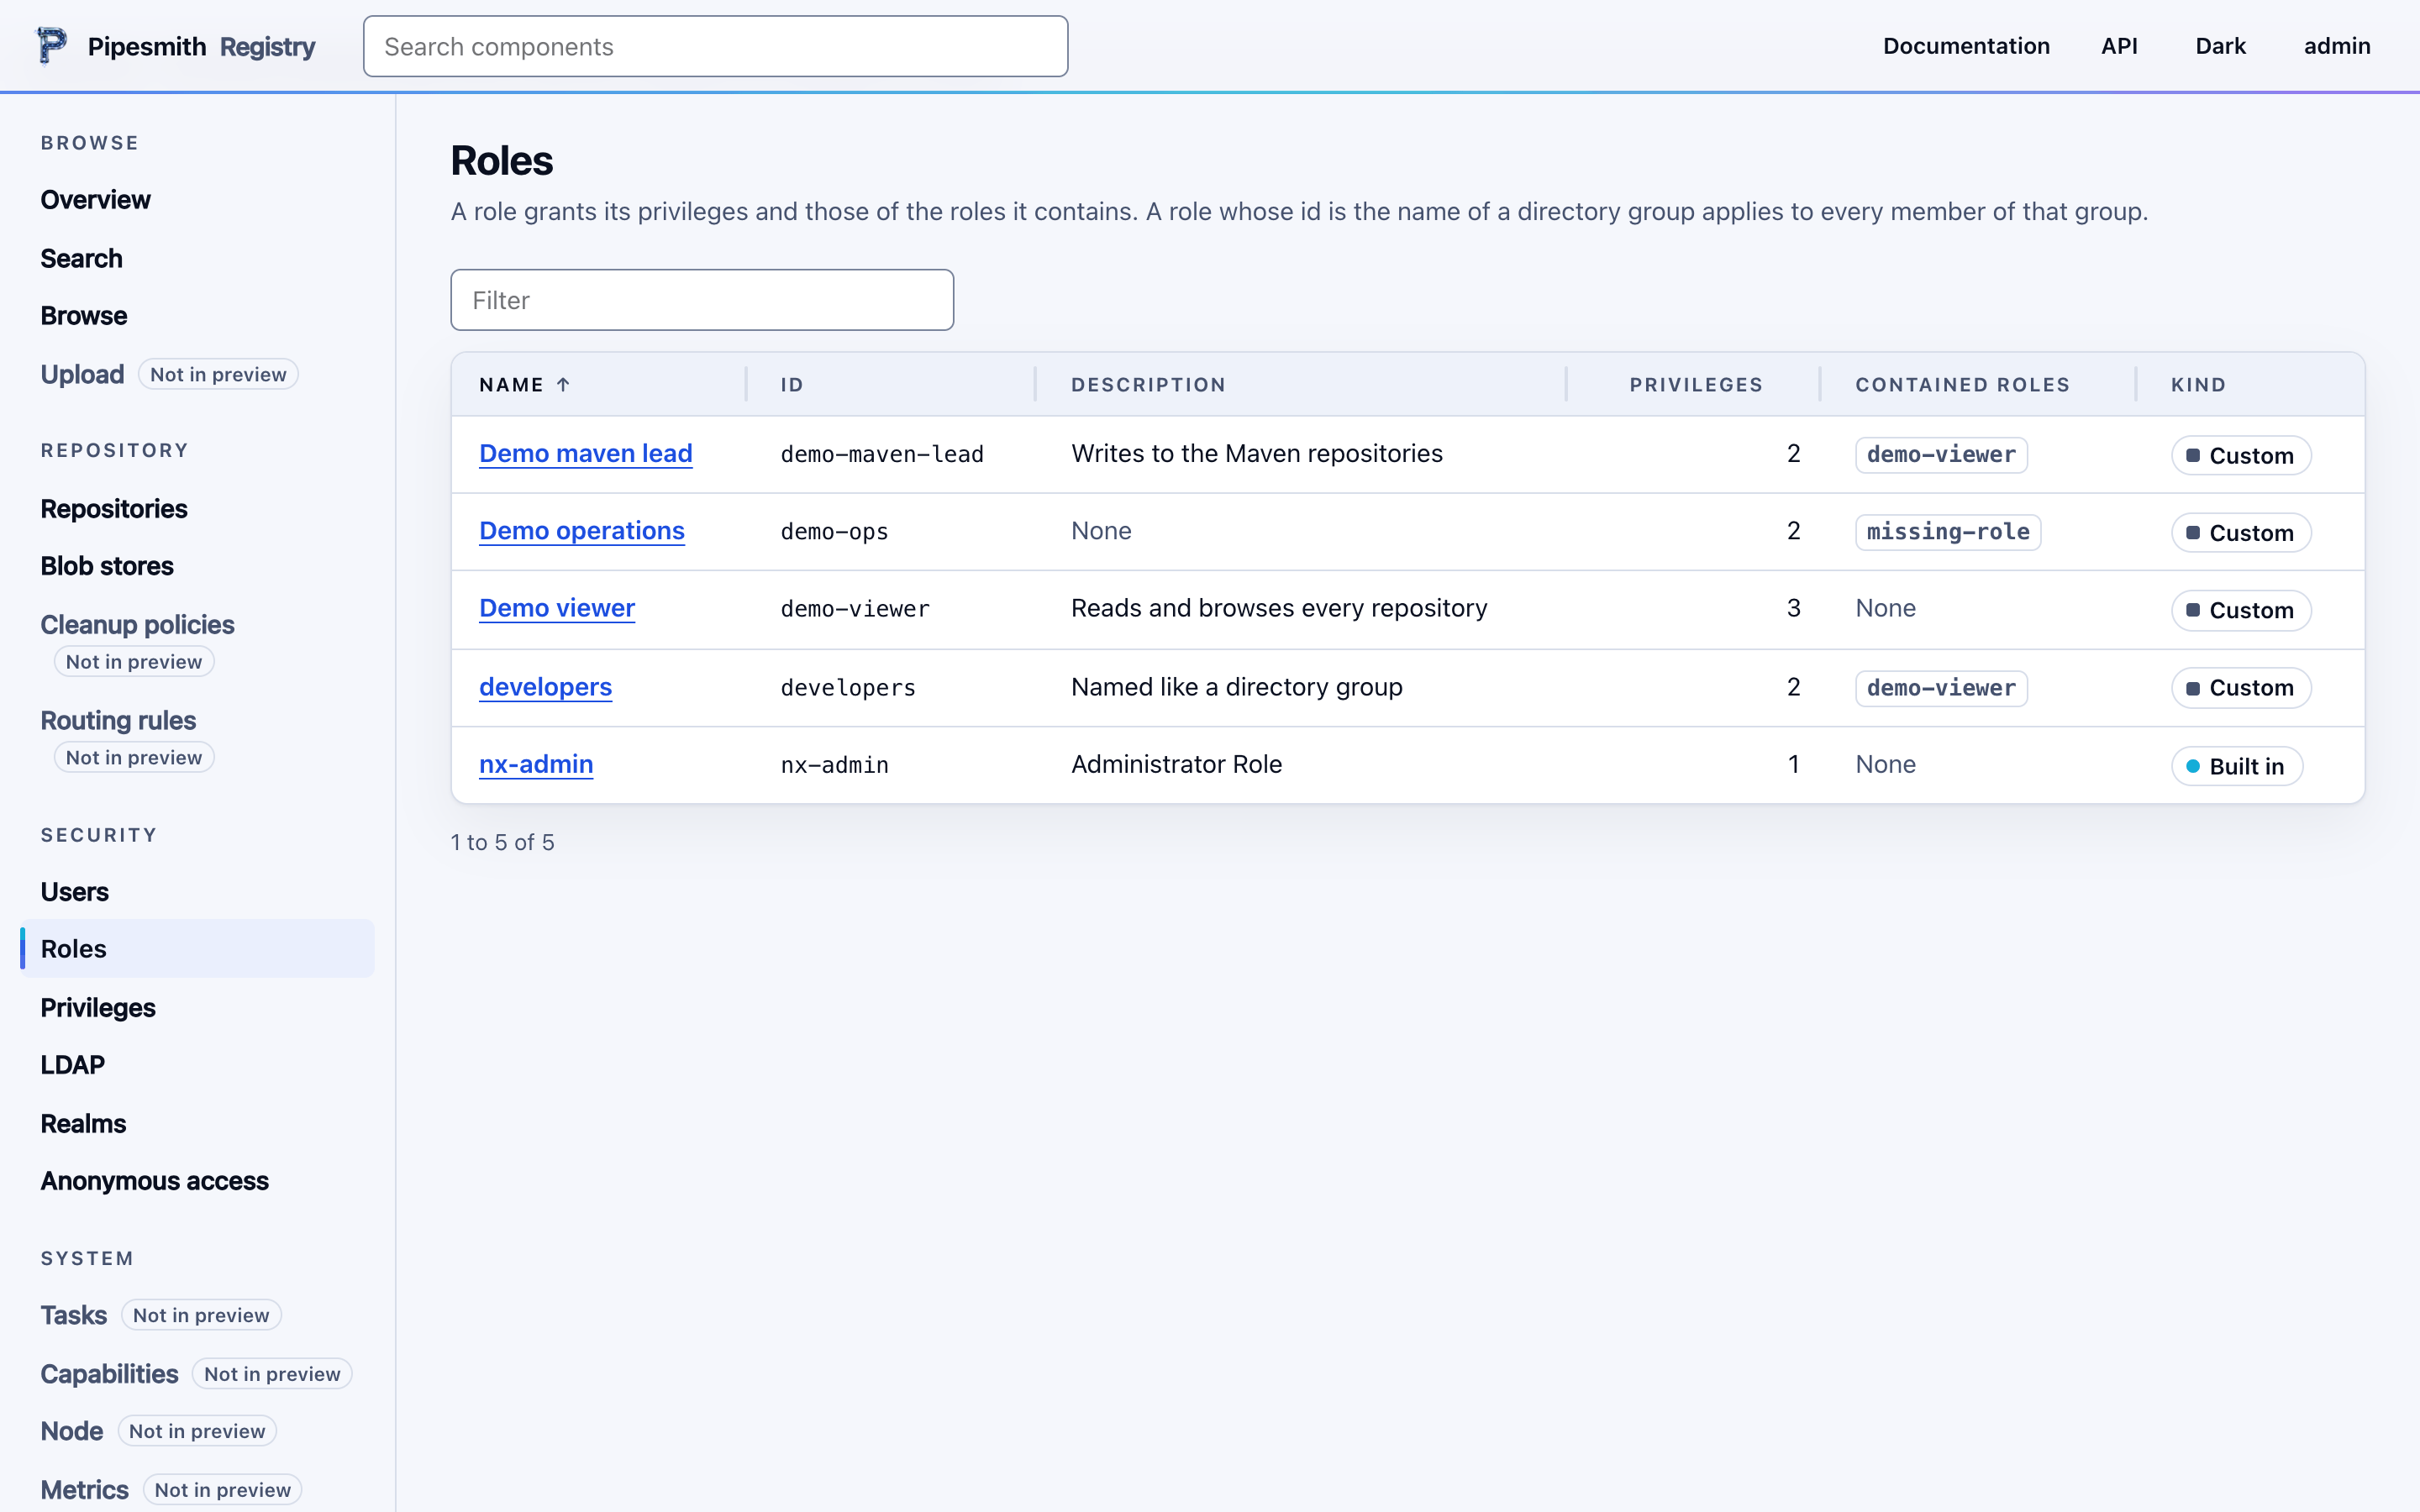 Pipesmith Registry
Search components
Documentation API Dark admin
BROWSE
Overview
Search
Browse
Upload Not in preview
REPOSITORY
Repositories
Blob stores
Cleanup policies
Not in preview
Routing rules
Not in preview
SECURITY
Users
Roles
Privileges
LDAP
Realms
Anonymous access
SYSTEM
Tasks Not in preview
Capabilities Not in preview
Node Not in preview
Metrics Not in preview
Roles
A role grants its privileges and those of the roles it contains. A role whose id is the name of a directory group applies to every member of that group.
Filter
NAME ↑ ID DESCRIPTION PRIVILEGES CONTAINED ROLES KIND
Demo maven lead demo-maven-lead Writes to the Maven repositories 2 demo-viewer Custom
Demo operations demo-ops None 2 missing-role Custom
Demo viewer demo-viewer Reads and browses every repository 3 None Custom
developers developers Named like a directory group 2 demo-viewer Custom
nx-admin nx-admin Administrator Role 1 None Built in
1 to 5 of 5